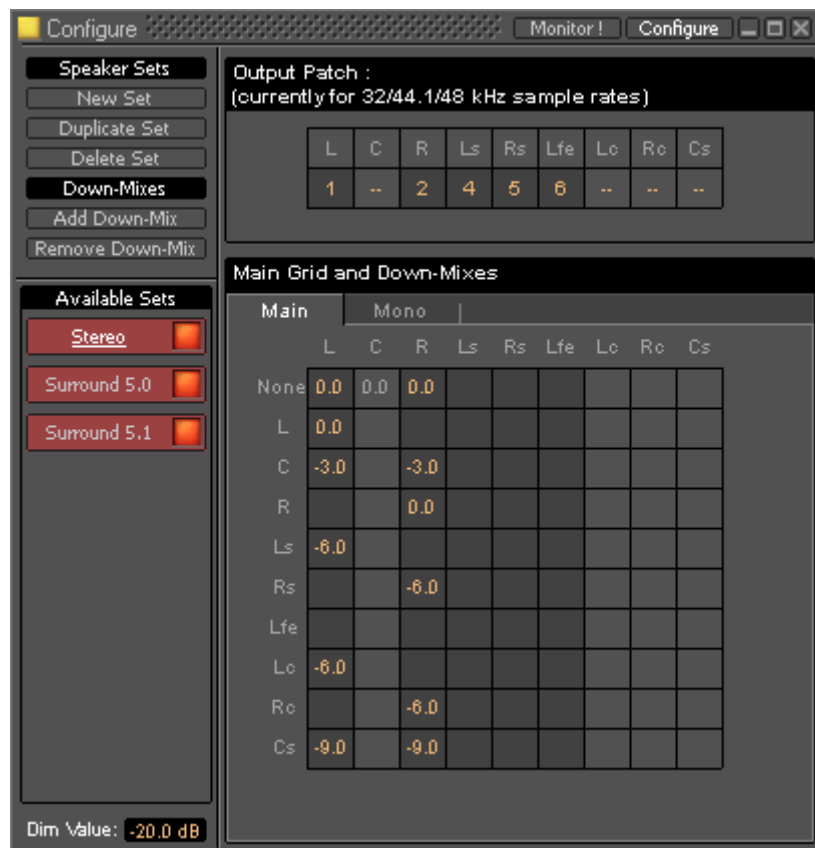 Configure Monitor ! Configure
Speaker Sets
New Set
Duplicate Set
Delete Set
Down-Mixes
Add Down-Mix
Remove Down-Mix
Available Sets
Stereo
Surround 5.0
Surround 5.1
Dim Value: -20.0 dB
Output Patch :
(currently for 32/44.1/48 kHz sample rates)
L C R Ls Rs Lfe Lc Rc Cs
1 -- 2 4 5 6 -- -- --
Main Grid and Down-Mixes
Main Mono
L C R Ls Rs Lfe Lc Rc Cs
None 0.0 0.0 0.0
L 0.0
C -3.0 -3.0
R 0.0
Ls -6.0
Rs -6.0
Lfe
Lc -6.0
Rc -6.0
Cs -9.0 -9.0